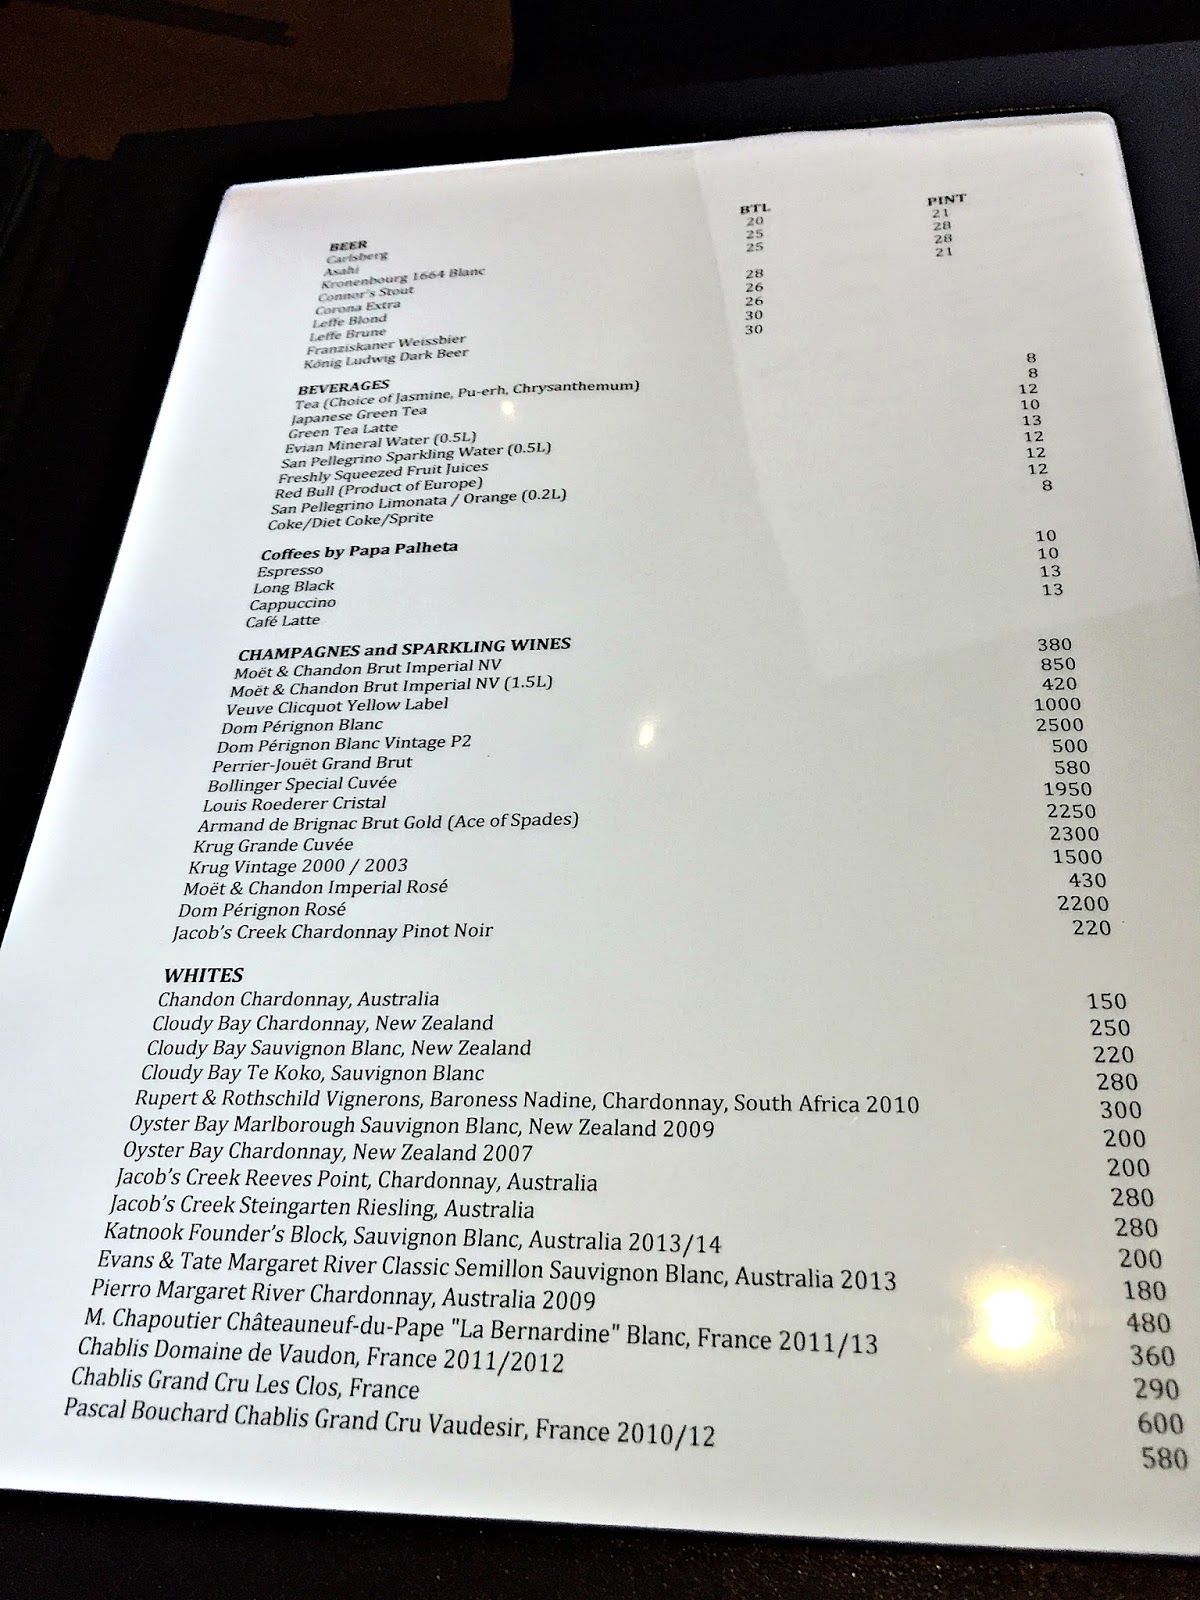 BEER BTL PINT
Carlsberg 20 21
Asahi 25 28
Kronenbourg 1664 Blanc 25 28
Connor's Stout 21
Corona Extra 28
Leffe Blond 26
Leffe Brune 26
Franziskaner Weissbier 30
König Ludwig Dark Beer 30
BEVERAGES
Tea (Choice of Jasmine, Pu-erh, Chrysanthemum) 8
Japanese Green Tea 8
Green Tea Latte 12
Evian Mineral Water (0.5L) 10
San Pellegrino Sparkling Water (0.5L) 13
Freshly Squeezed Fruit Juices 12
Red Bull (Product of Europe) 12
San Pellegrino Limonata / Orange (0.2L) 12
Coke/Diet Coke/Sprite 8
Coffees by Papa Palheta
Espresso 10
Long Black 10
Cappuccino 13
Café Latte 13
CHAMPAGNES and SPARKLING WINES
Moët & Chandon Brut Imperial NV 380
Moët & Chandon Brut Imperial NV (1.5L) 850
Veuve Clicquot Yellow Label 420
Dom Pérignon Blanc 1000
Dom Pérignon Blanc Vintage P2 2500
Perrier-Jouët Grand Brut 500
Bollinger Special Cuvée 580
Louis Roederer Cristal 1950
Armand de Brignac Brut Gold (Ace of Spades) 2250
Krug Grande Cuvée 2300
Krug Vintage 2000 / 2003 1500
Moët & Chandon Imperial Rosé 430
Dom Pérignon Rosé 2200
Jacob's Creek Chardonnay Pinot Noir 220
WHITES
Chandon Chardonnay, Australia 150
Cloudy Bay Chardonnay, New Zealand 250
Cloudy Bay Sauvignon Blanc, New Zealand 220
Cloudy Bay Te Koko, Sauvignon Blanc 280
Rupert & Rothschild Vignerons, Baroness Nadine, Chardonnay, South Africa 2010 300
Oyster Bay Marlborough Sauvignon Blanc, New Zealand 2009 200
Oyster Bay Chardonnay, New Zealand 2007 200
Jacob's Creek Reeves Point, Chardonnay, Australia 280
Jacob's Creek Steingarten Riesling, Australia 280
Katnook Founder's Block, Sauvignon Blanc, Australia 2013/14 200
Evans & Tate Margaret River Classic Semillon Sauvignon Blanc, Australia 2013 180
Pierro Margaret River Chardonnay, Australia 2009 480
M. Chapoutier Châteauneuf-du-Pape "La Bernardine" Blanc, France 2011/13 360
Chablis Domaine de Vaudon, France 2011/2012 290
Chablis Grand Cru Les Clos, France 600
Pascal Bouchard Chablis Grand Cru Vaudesir, France 2010/12 580